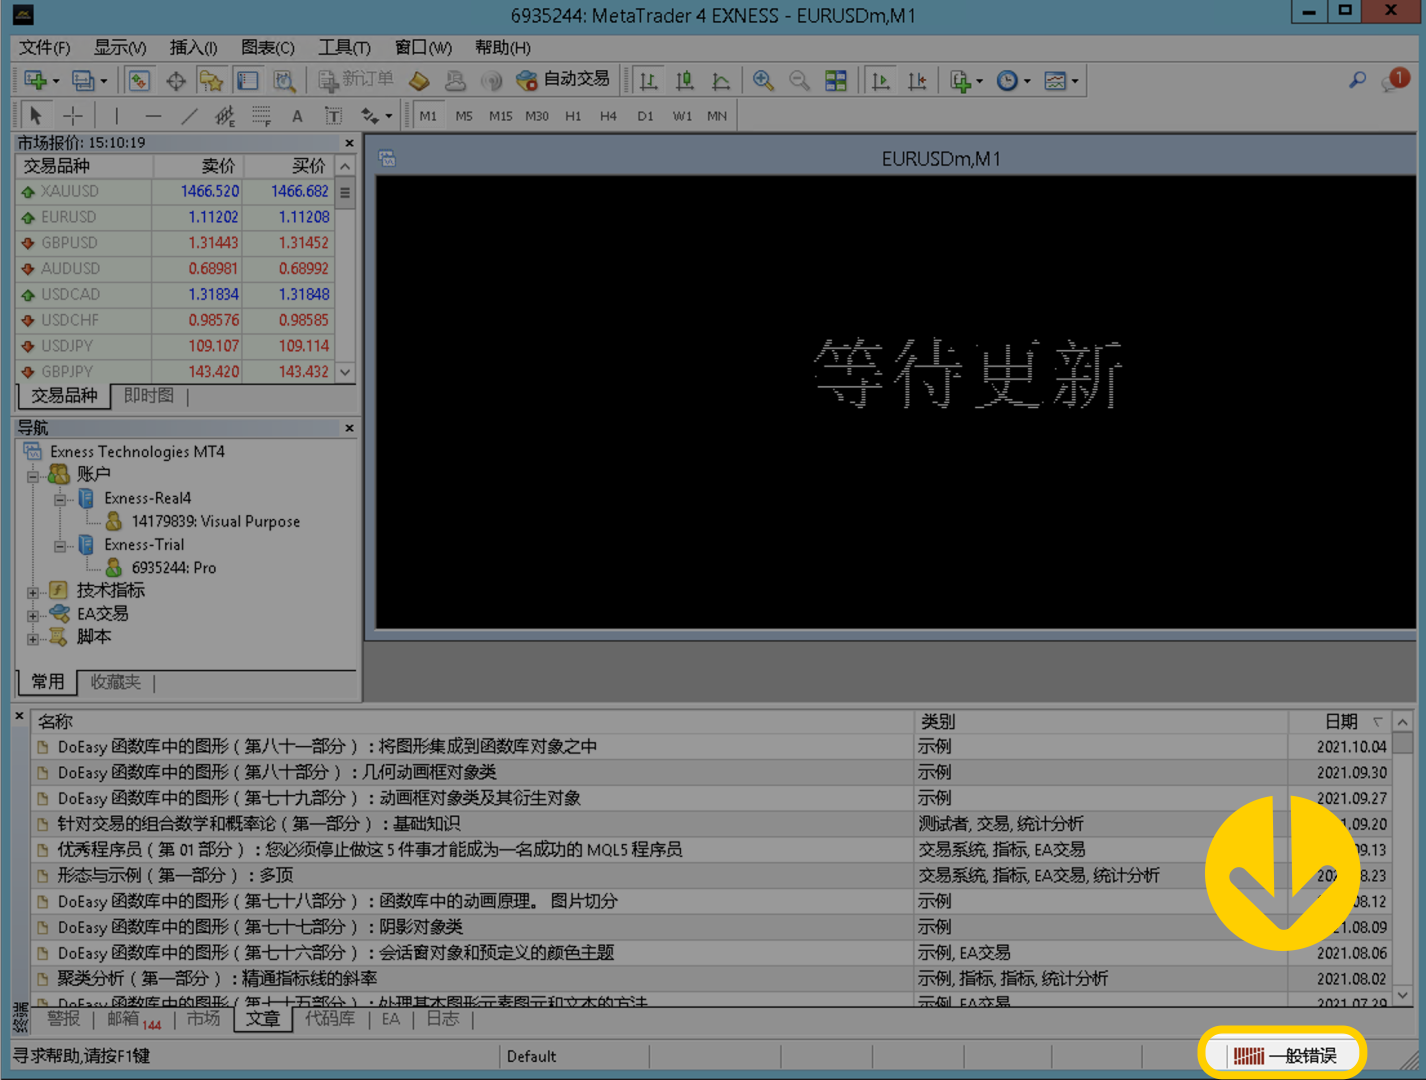 6935244: MetaTrader 4 EXNESS - EURUSDm,M1
文件(F) 显示(V) 插入(I) 图表(C) 工具(T) 窗口(W) 帮助(H)
新订单 自动交易 1
E F A T M1 M5 M15 M30 H1 H4 D1 W1 MN
市场报价: 15:10:19
交易品种 卖价 买价
XAUUSD 1466.520 1466.682
EURUSD 1.11202 1.11208
GBPUSD 1.31443 1.31452
AUDUSD 0.68981 0.68992
USDCAD 1.31834 1.31848
USDCHF 0.98576 0.98585
USDJPY 109.107 109.114
GBPJPY 143.420 143.432
交易品种 即时图
EURUSDm,M1
等待更新
导航
Exness Technologies MT4
账户
Exness-Real4
14179839: Visual Purpose
Exness-Trial
6935244: Pro
技术指标
EA交易
脚本
常用 收藏夹
名称 类别 日期
DoEasy 函数库中的图形（第八十一部分）：将图形集成到函数库对象之中 示例 2021.10.04
DoEasy 函数库中的图形（第八十部分）：几何动画框对象类 示例 2021.09.30
DoEasy 函数库中的图形（第七十九部分）：动画框对象类及其衍生对象 示例 2021.09.27
针对交易的组合数学和概率论（第一部分）：基础知识 测试者, 交易, 统计分析 09.20
优秀程序员（第 01 部分）：您必须停止做这 5 件事才能成为一名成功的 MQL5 程序员 交易系统, 指标, EA交易 09.13
形态与示例（第一部分）：多顶 交易系统, 指标, EA交易, 统计分析 8.23
DoEasy 函数库中的图形（第七十八部分）：函数库中的动画原理。 图片切分 示例 08.12
DoEasy 函数库中的图形（第七十七部分）：阴影对象类 示例 1.08.09
DoEasy 函数库中的图形（第七十六部分）：会话窗对象和预定义的颜色主题 示例, EA交易 2021.08.06
聚类分析（第一部分）：精通指标线的斜率 示例, 指标, 指标, 统计分析 2021.08.02
DoEasy 函数库中的图形（第七十五部分）：处理基本图形元素图元和文本的方法 示例, EA交易 2021.07.29
终端
警报 邮箱 144 市场 文章 代码库 EA 日志
寻求帮助,请按F1键 Default 一般错误